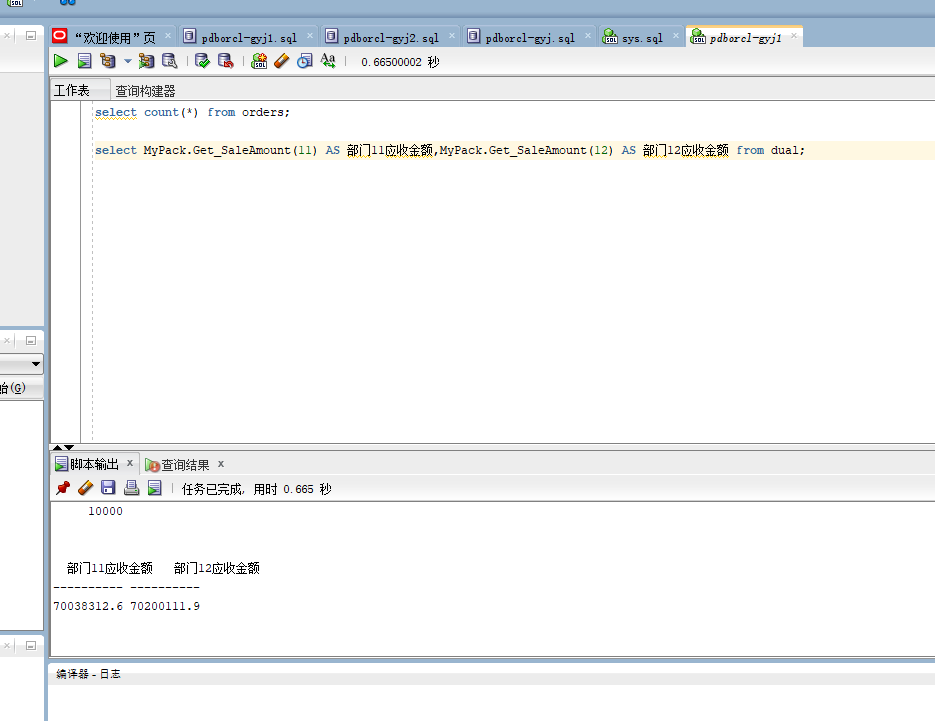 “欢迎使用”页 pdborcl-gyj1.sql pdborcl-gyj2.sql pdborcl-gyj.sql sys.sql pdborcl-gyj1
0.66500002 秒
工作表 查询构建器
select count(*) from orders;
select MyPack.Get_SaleAmount(11) AS 部门11应收金额,MyPack.Get_SaleAmount(12) AS 部门12应收金额 from dual;
始(G)
脚本输出 x 查询结果 x
任务已完成, 用时 0.665 秒
10000
部门11应收金额 部门12应收金额
---------- ----------
70038312.6 70200111.9
编译器 - 日志